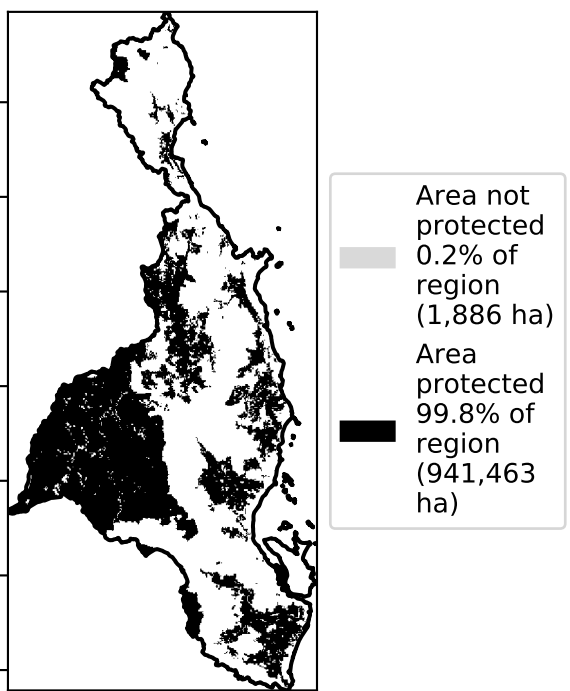 Area not
protected
0.2% of
region
(1,886 ha)
Area
protected
99.8% of
region
(941,463
ha)